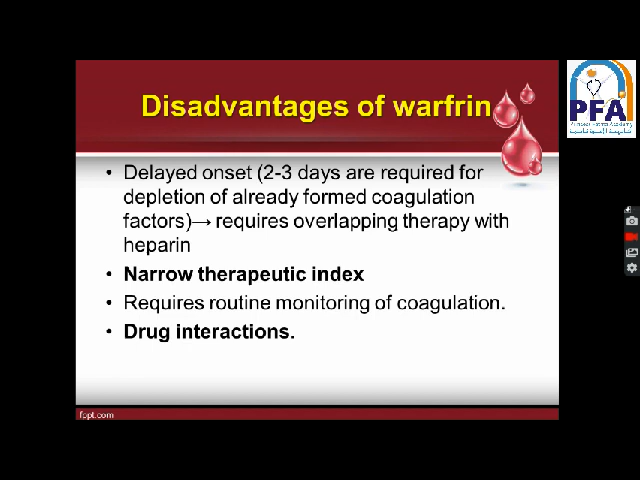 Disadvantages of warfrin
PFA
• Delayed onset (2-3 days are required for
depletion of already formed coagulation
factors)→ requires overlapping therapy with
heparin
• Narrow therapeutic index
• Requires routine monitoring of coagulation.
• Drug interactions.
fppt.com